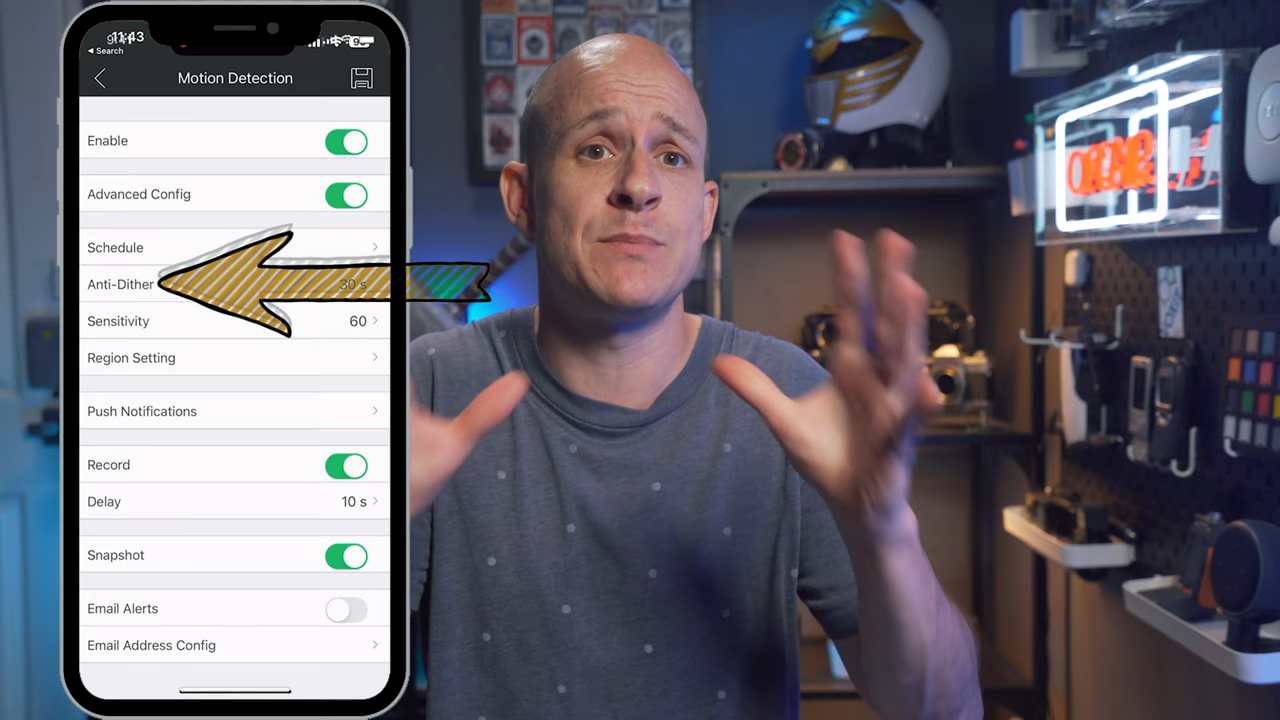 11:43
Search
Motion Detection
Enable
Advanced Config
Schedule
Anti-Dither 30 s
Sensitivity 60
Region Setting
Push Notifications
Record
Delay 10 s
Snapshot
Email Alerts
Email Address Config